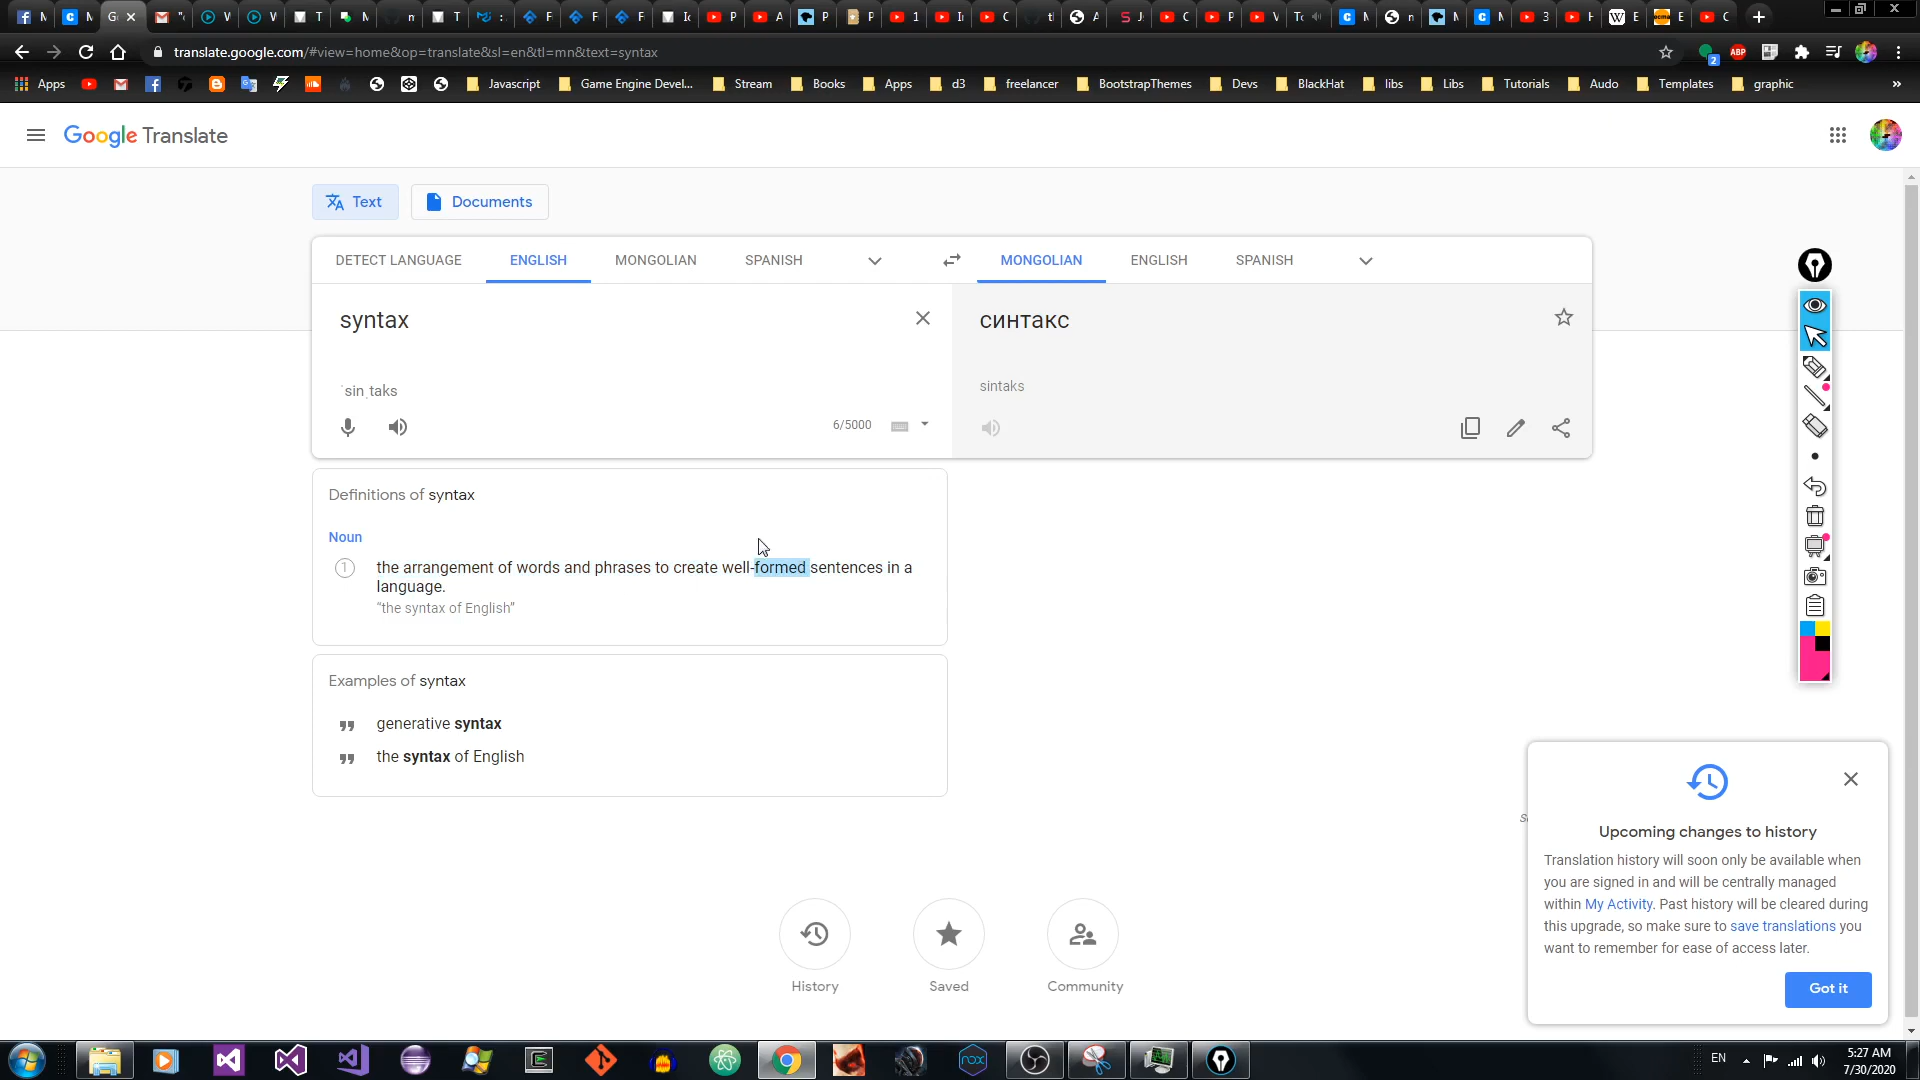 translate.google.com/#view=home&op=translate&sl=en&tl=mn&text=syntax
Apps
Javascript
Game Engine Devel...
Stream
Books
Apps
d3
freelancer
BootstrapThemes
Devs
BlackHat
libs
Libs
Tutorials
Audo
Templates
graphic
Google Translate
Text
Documents
DETECT LANGUAGE
ENGLISH
MONGOLIAN
SPANISH
MONGOLIAN
ENGLISH
SPANISH
syntax
синтакс
ˈsinˌtaks
sintaks
6/5000
Definitions of syntax
Noun
1
the arrangement of words and phrases to create well-formed sentences in a
language.
“the syntax of English”
Examples of syntax
generative syntax
the syntax of English
Upcoming changes to history
Translation history will soon only be available when
you are signed in and will be centrally managed
within My Activity. Past history will be cleared during
this upgrade, so make sure to save translations you
want to remember for ease of access later.
Got it
History
Saved
Community
EN
5:27 AM
7/30/2020